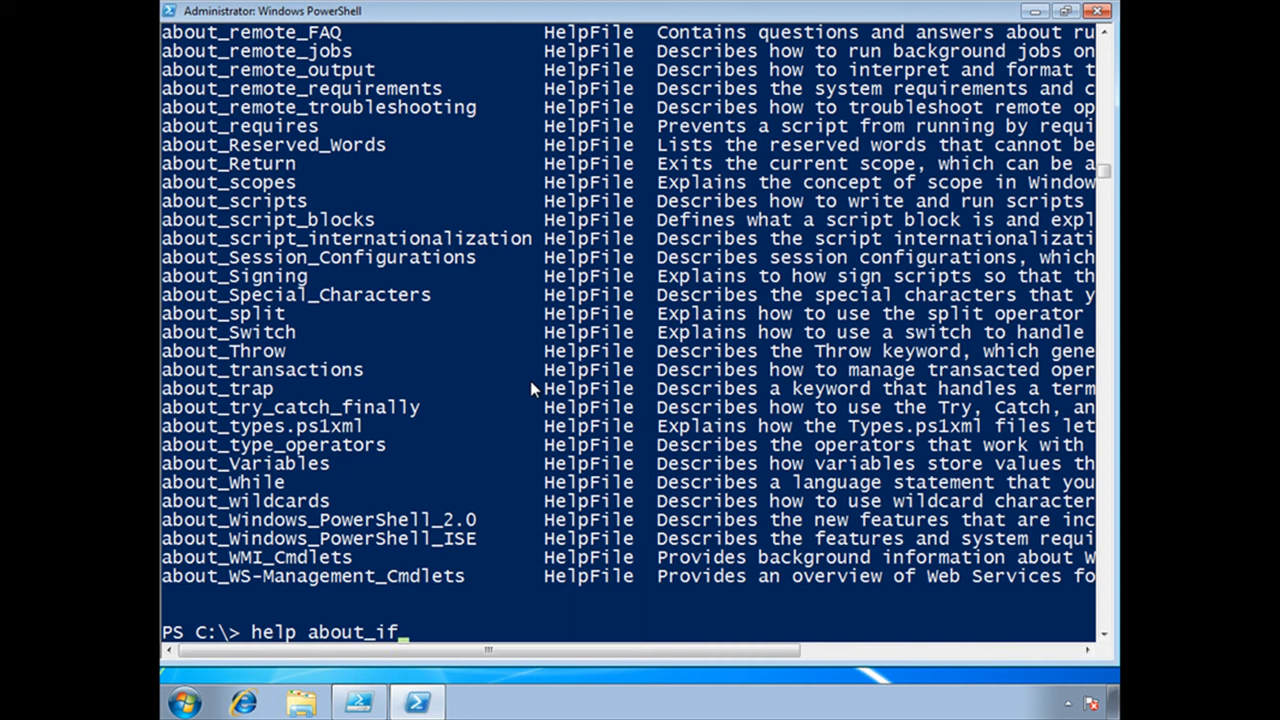 Administrator: Windows PowerShell
about_remote_FAQ HelpFile Contains questions and answers about ru
about_remote_jobs HelpFile Describes how to run background jobs on
about_remote_output HelpFile Describes how to interpret and format t
about_remote_requirements HelpFile Describes the system requirements and c
about_remote_troubleshooting HelpFile Describes how to troubleshoot remote op
about_requires HelpFile Prevents a script from running by requi
about_Reserved_Words HelpFile Lists the reserved words that cannot be
about_Return HelpFile Exits the current scope, which can be a
about_scopes HelpFile Explains the concept of scope in Window
about_scripts HelpFile Describes how to write and run scripts
about_script_blocks HelpFile Defines what a script block is and expl
about_script_internationalization HelpFile Describes the script internationalizati
about_Session_Configurations HelpFile Describes session configurations, which
about_Signing HelpFile Explains to how sign scripts so that th
about_Special_Characters HelpFile Describes the special characters that y
about_split HelpFile Explains how to use the split operator
about_Switch HelpFile Explains how to use a switch to handle
about_Throw HelpFile Describes the Throw keyword, which gene
about_transactions HelpFile Describes how to manage transacted oper
about_trap HelpFile Describes a keyword that handles a term
about_try_catch_finally HelpFile Describes how to use the Try, Catch, an
about_types.ps1xml HelpFile Explains how the Types.ps1xml files let
about_type_operators HelpFile Describes the operators that work with
about_Variables HelpFile Describes how variables store values th
about_While HelpFile Describes a language statement that you
about_wildcards HelpFile Describes how to use wildcard character
about_Windows_PowerShell_2.0 HelpFile Describes the new features that are inc
about_Windows_PowerShell_ISE HelpFile Describes the features and system requi
about_WMI_Cmdlets HelpFile Provides background information about W
about_WS-Management_Cmdlets HelpFile Provides an overview of Web Services fo
PS C:\> help about_if_